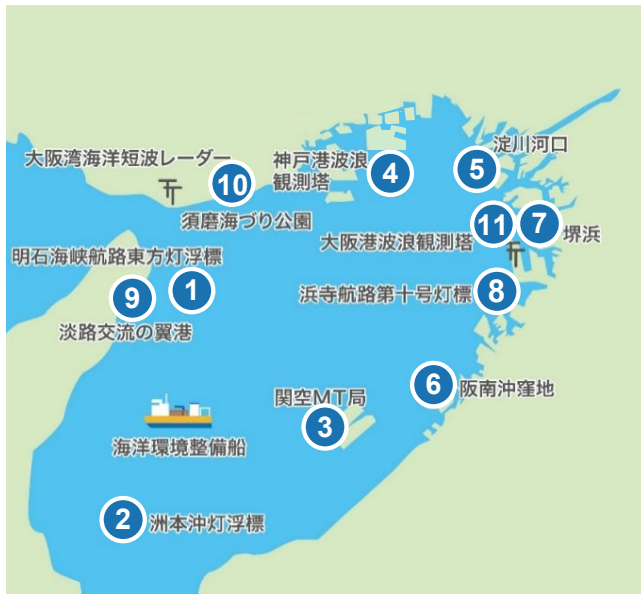 淀川河口
大阪湾海洋短波レーダー
神戸港波浪
観測塔
4
5
10
須磨海づり公園
11
7
大阪港波浪観測塔
堺浜
明石海峡航路東方灯浮標
1
9
浜寺航路第十号灯標
8
淡路交流の翼港
6
阪南沖窪地
関空MT局
3
海洋環境整備船
2
洲本沖灯浮標